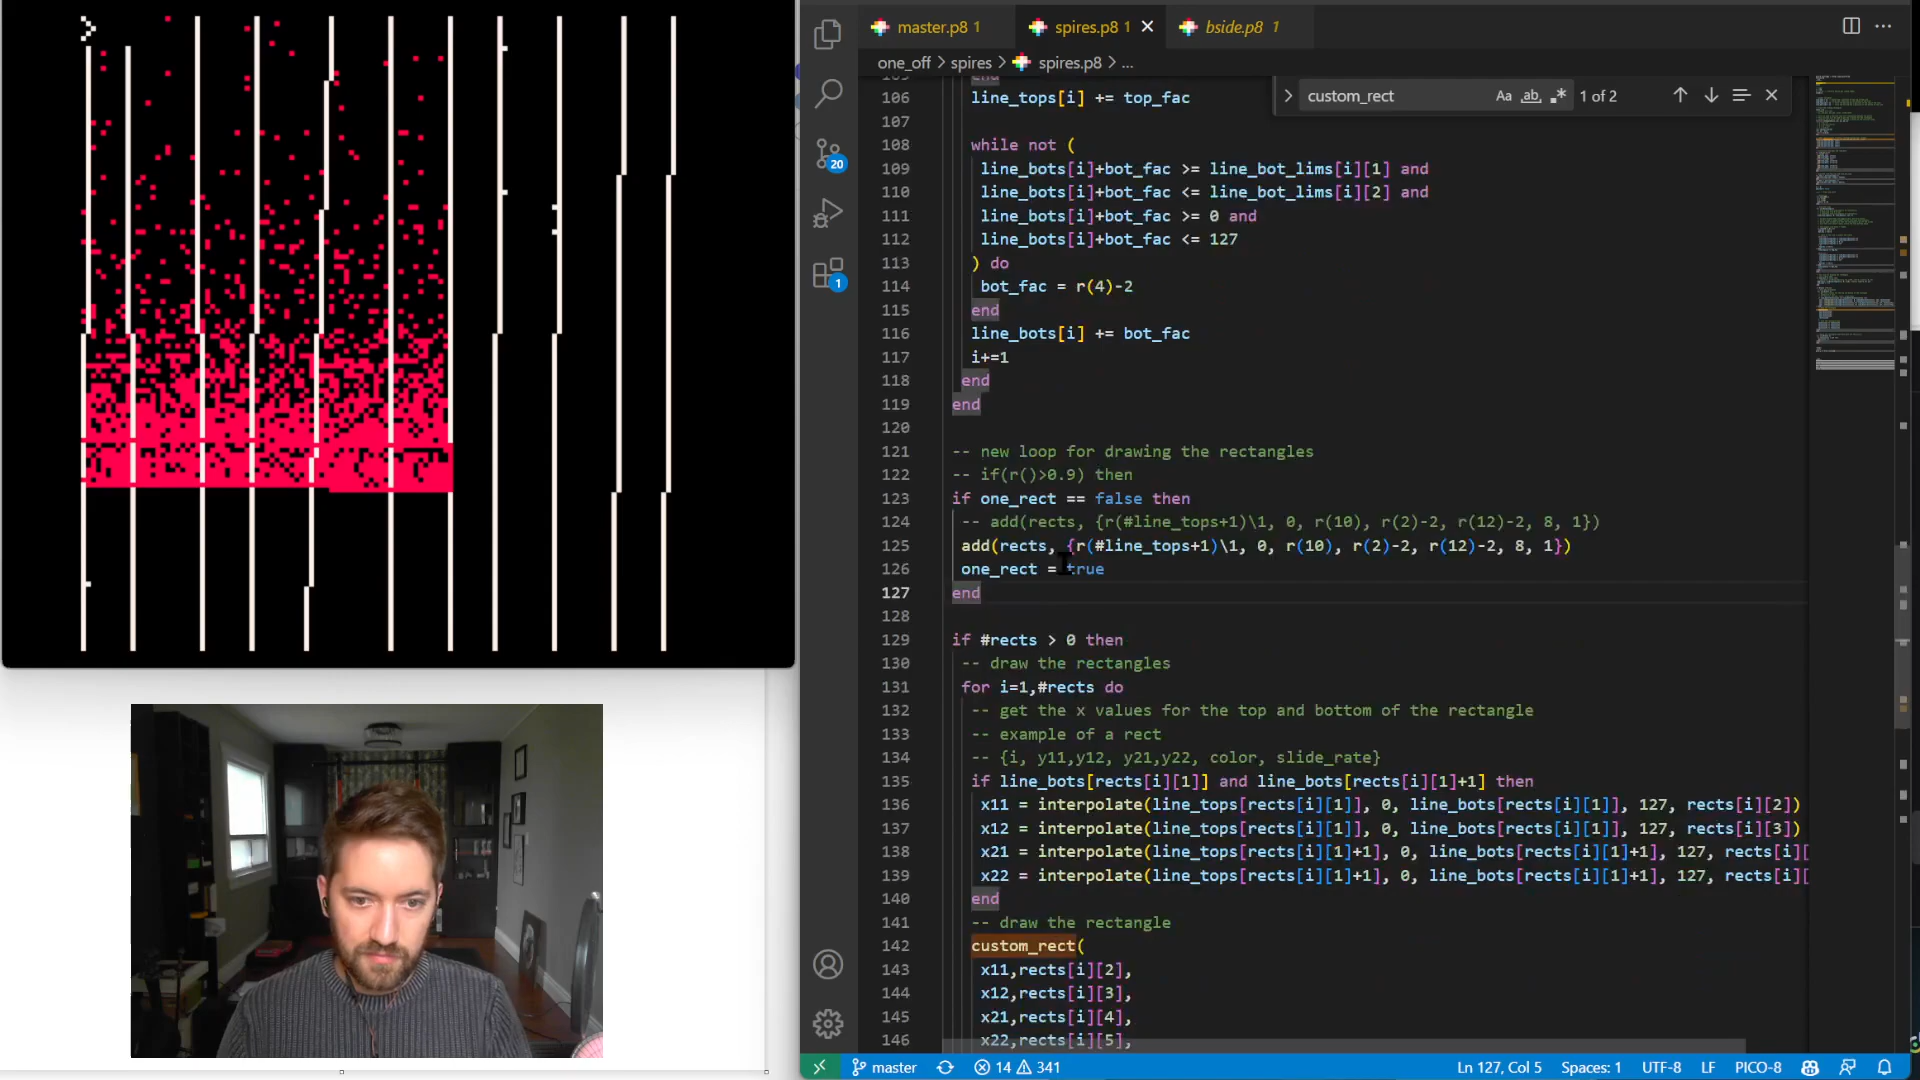 master.p8 1
spires.p8 1
bside.p8 1
one_off > spires > spires.p8 > ...
custom_rect
Aa ab .*
1 of 2
106 line_tops[i] += top_fac
107
108 while not (
109 line_bots[i]+bot_fac >= line_bot_lims[i][1] and
110 line_bots[i]+bot_fac <= line_bot_lims[i][2] and
111 line_bots[i]+bot_fac >= 0 and
112 line_bots[i]+bot_fac <= 127
113 ) do
114 bot_fac = r(4)-2
115 end
116 line_bots[i] += bot_fac
117 i+=1
118 end
119 end
120
121 -- new loop for drawing the rectangles
122 -- if(r()>0.9) then
123 if one_rect == false then
124 -- add(rects, {r(#line_tops+1)\1, 0, r(10), r(2)-2, r(12)-2, 8, 1})
125 add(rects, {r(#line_tops+1)\1, 0, r(10), r(2)-2, r(12)-2, 8, 1})
126 one_rect = true
127 end
128
129 if #rects > 0 then
130 -- draw the rectangles
131 for i=1,#rects do
132 -- get the x values for the top and bottom of the rectangle
133 -- example of a rect
134 -- {i, y11,y12, y21,y22, color, slide_rate}
135 if line_bots[rects[i][1]] and line_bots[rects[i][1]+1] then
136 x11 = interpolate(line_tops[rects[i][1]], 0, line_bots[rects[i][1]], 127, rects[i][2])
137 x12 = interpolate(line_tops[rects[i][1]], 0, line_bots[rects[i][1]], 127, rects[i][3])
138 x21 = interpolate(line_tops[rects[i][1]+1], 0, line_bots[rects[i][1]+1], 127, rects[i][
139 x22 = interpolate(line_tops[rects[i][1]+1], 0, line_bots[rects[i][1]+1], 127, rects[i][
140 end
141 -- draw the rectangle
142 custom_rect(
143 x11,rects[i][2],
144 x12,rects[i][3],
145 x21,rects[i][4],
146 x22,rects[i][5],
20
1
master
14 341
Ln 127, Col 5
Spaces: 1
UTF-8
LF
PICO-8